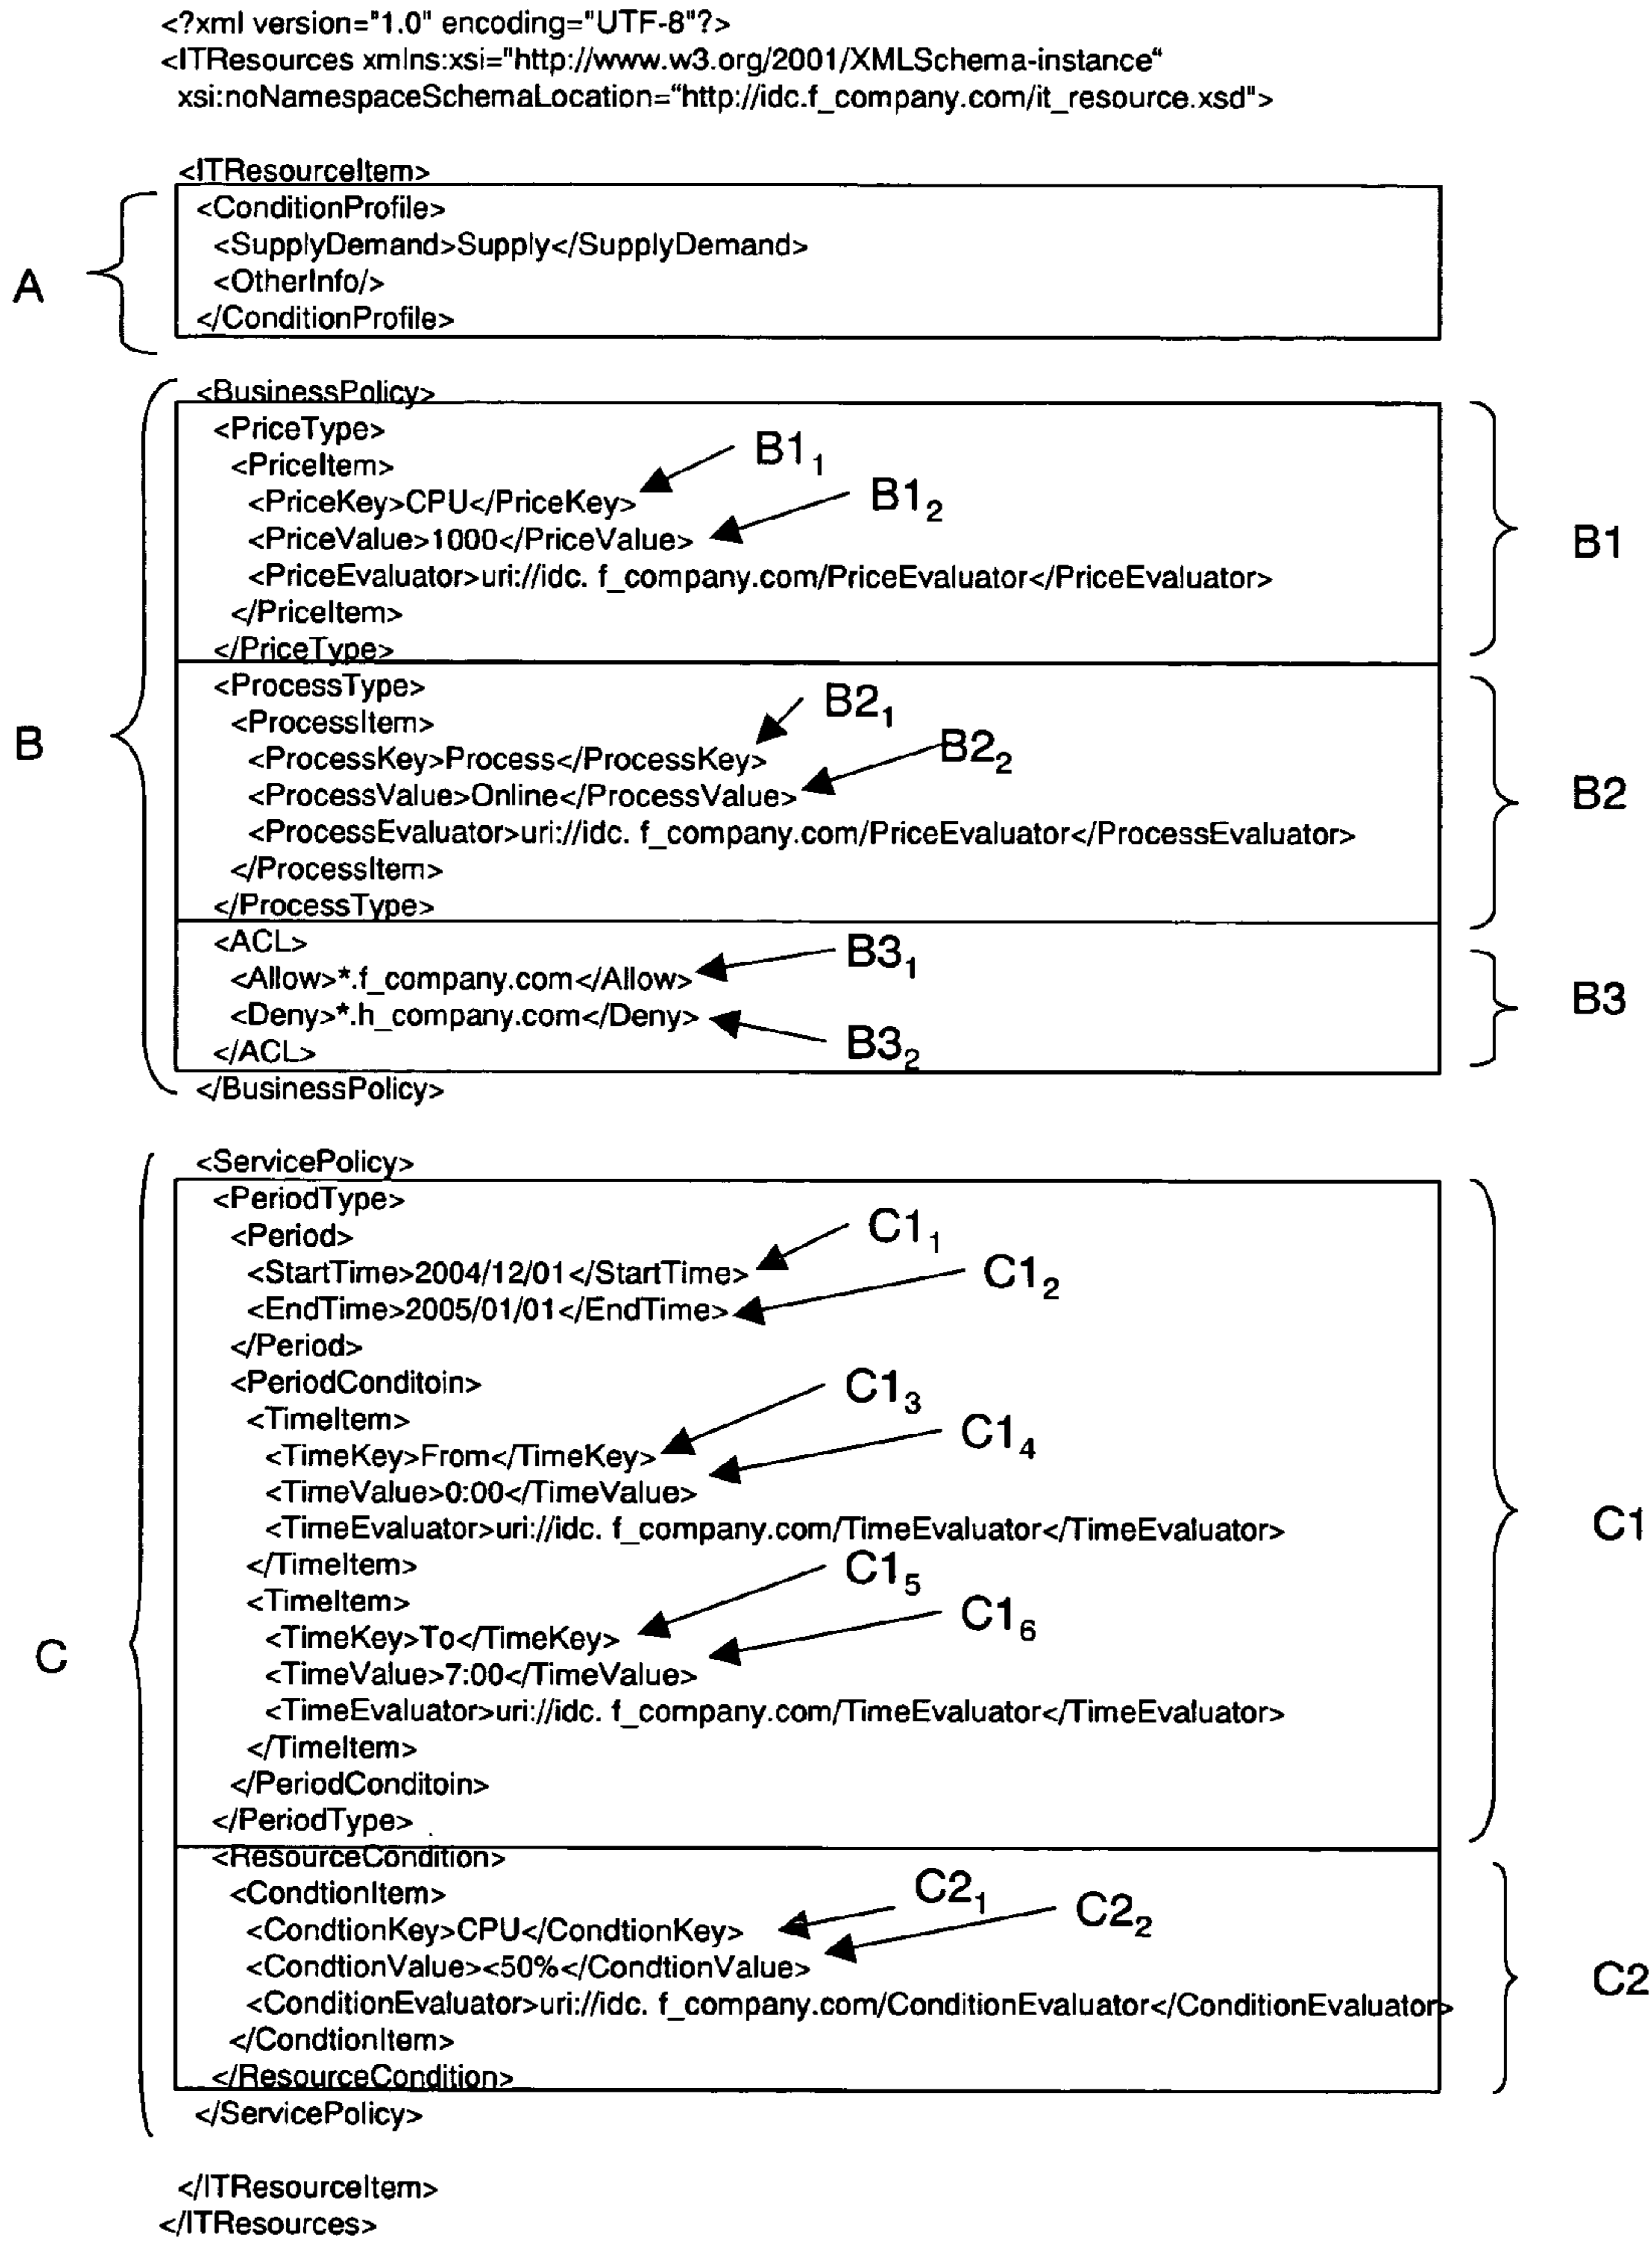 <?xml version="1.0" encoding="UTF-8"?>
<ITResources xmlns:xsi="http://www.w3.org/2001/XMLSchema-instance“
xsi:noNamespaceSchemaLocation=“http://idc.f_company.com/it_resource.xsd">
<ITResourceItem>
<ConditionProfile>
<SupplyDemand>Supply</SupplyDemand>
<OtherInfo/>
A
</ConditionProfile>
<BusinessPolicy>
<PriceType>
B1₁
<PriceItem>
<PriceKey>CPU</PriceKey>
B1₂
<PriceValue>1000</PriceValue>
B1
<PriceEvaluator>uri://idc. f_company.com/PriceEvaluator</PriceEvaluator>
</PriceItem>
</PriceType>
<ProcessType>
B2₁
<ProcessItem>
B
B2₂
<ProcessKey>Process</ProcessKey>
<ProcessValue>Online</ProcessValue>
B2
<ProcessEvaluator>uri://idc. f_company.com/PriceEvaluator</ProcessEvaluator>
</ProcessItem>
</ProcessType>
<ACL>
B3₁
<Allow>*.f_company.com</Allow>
B3
<Deny>*.h_company.com</Deny>
B3₂
</ACL>
</BusinessPolicy>
<ServicePolicy>
<PeriodType>
C1₁
<Period>
<StartTime>2004/12/01</StartTime>
C1₂
<EndTime>2005/01/01</EndTime>
</Period>
<PeriodConditoin>
C1₃
<TimeItem>
C1₄
<TimeKey>From</TimeKey>
<TimeValue>0:00</TimeValue>
C1
<TimeEvaluator>uri://idc. f_company.com/TimeEvaluator</TimeEvaluator>
</TimeItem>
C1₅
<TimeItem>
C1₆
<TimeKey>To</TimeKey>
C
<TimeValue>7:00</TimeValue>
<TimeEvaluator>uri://idc. f_company.com/TimeEvaluator</TimeEvaluator>
</TimeItem>
</PeriodConditoin>
</PeriodType>
<ResourceCondition>
<CondtionItem>
C2₁
C2₂
<CondtionKey>CPU</CondtionKey>
<CondtionValue><50%</CondtionValue>
C2
<ConditionEvaluator>uri://idc. f_company.com/ConditionEvaluator</ConditionEvaluator>
</CondtionItem>
</ResourceCondition>
</ServicePolicy>
</ITResourceItem>
</ITResources>